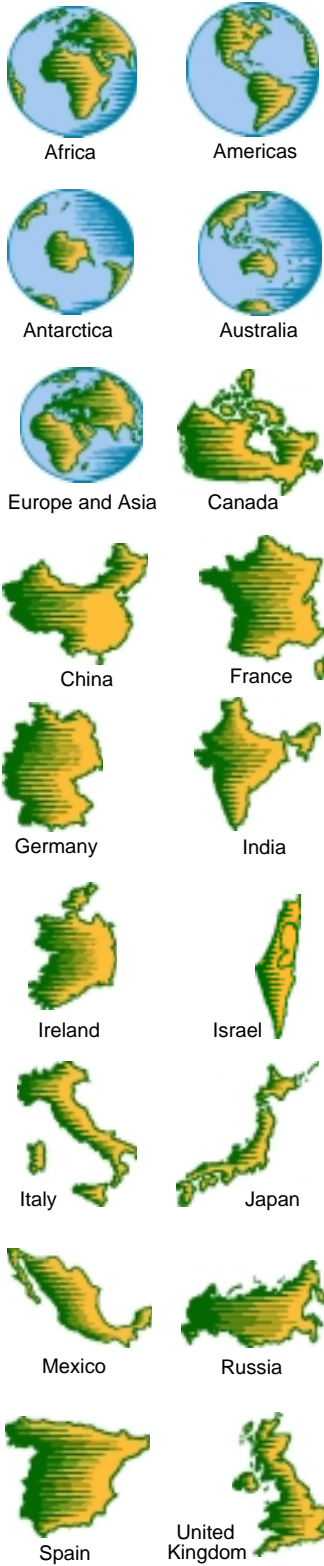 Africa
Americas
Antarctica
Australia
Europe and Asia
Canada
China
France
Germany
India
Ireland
Israel
Italy
Japan
Mexico
Russia
Spain
United
Kingdom